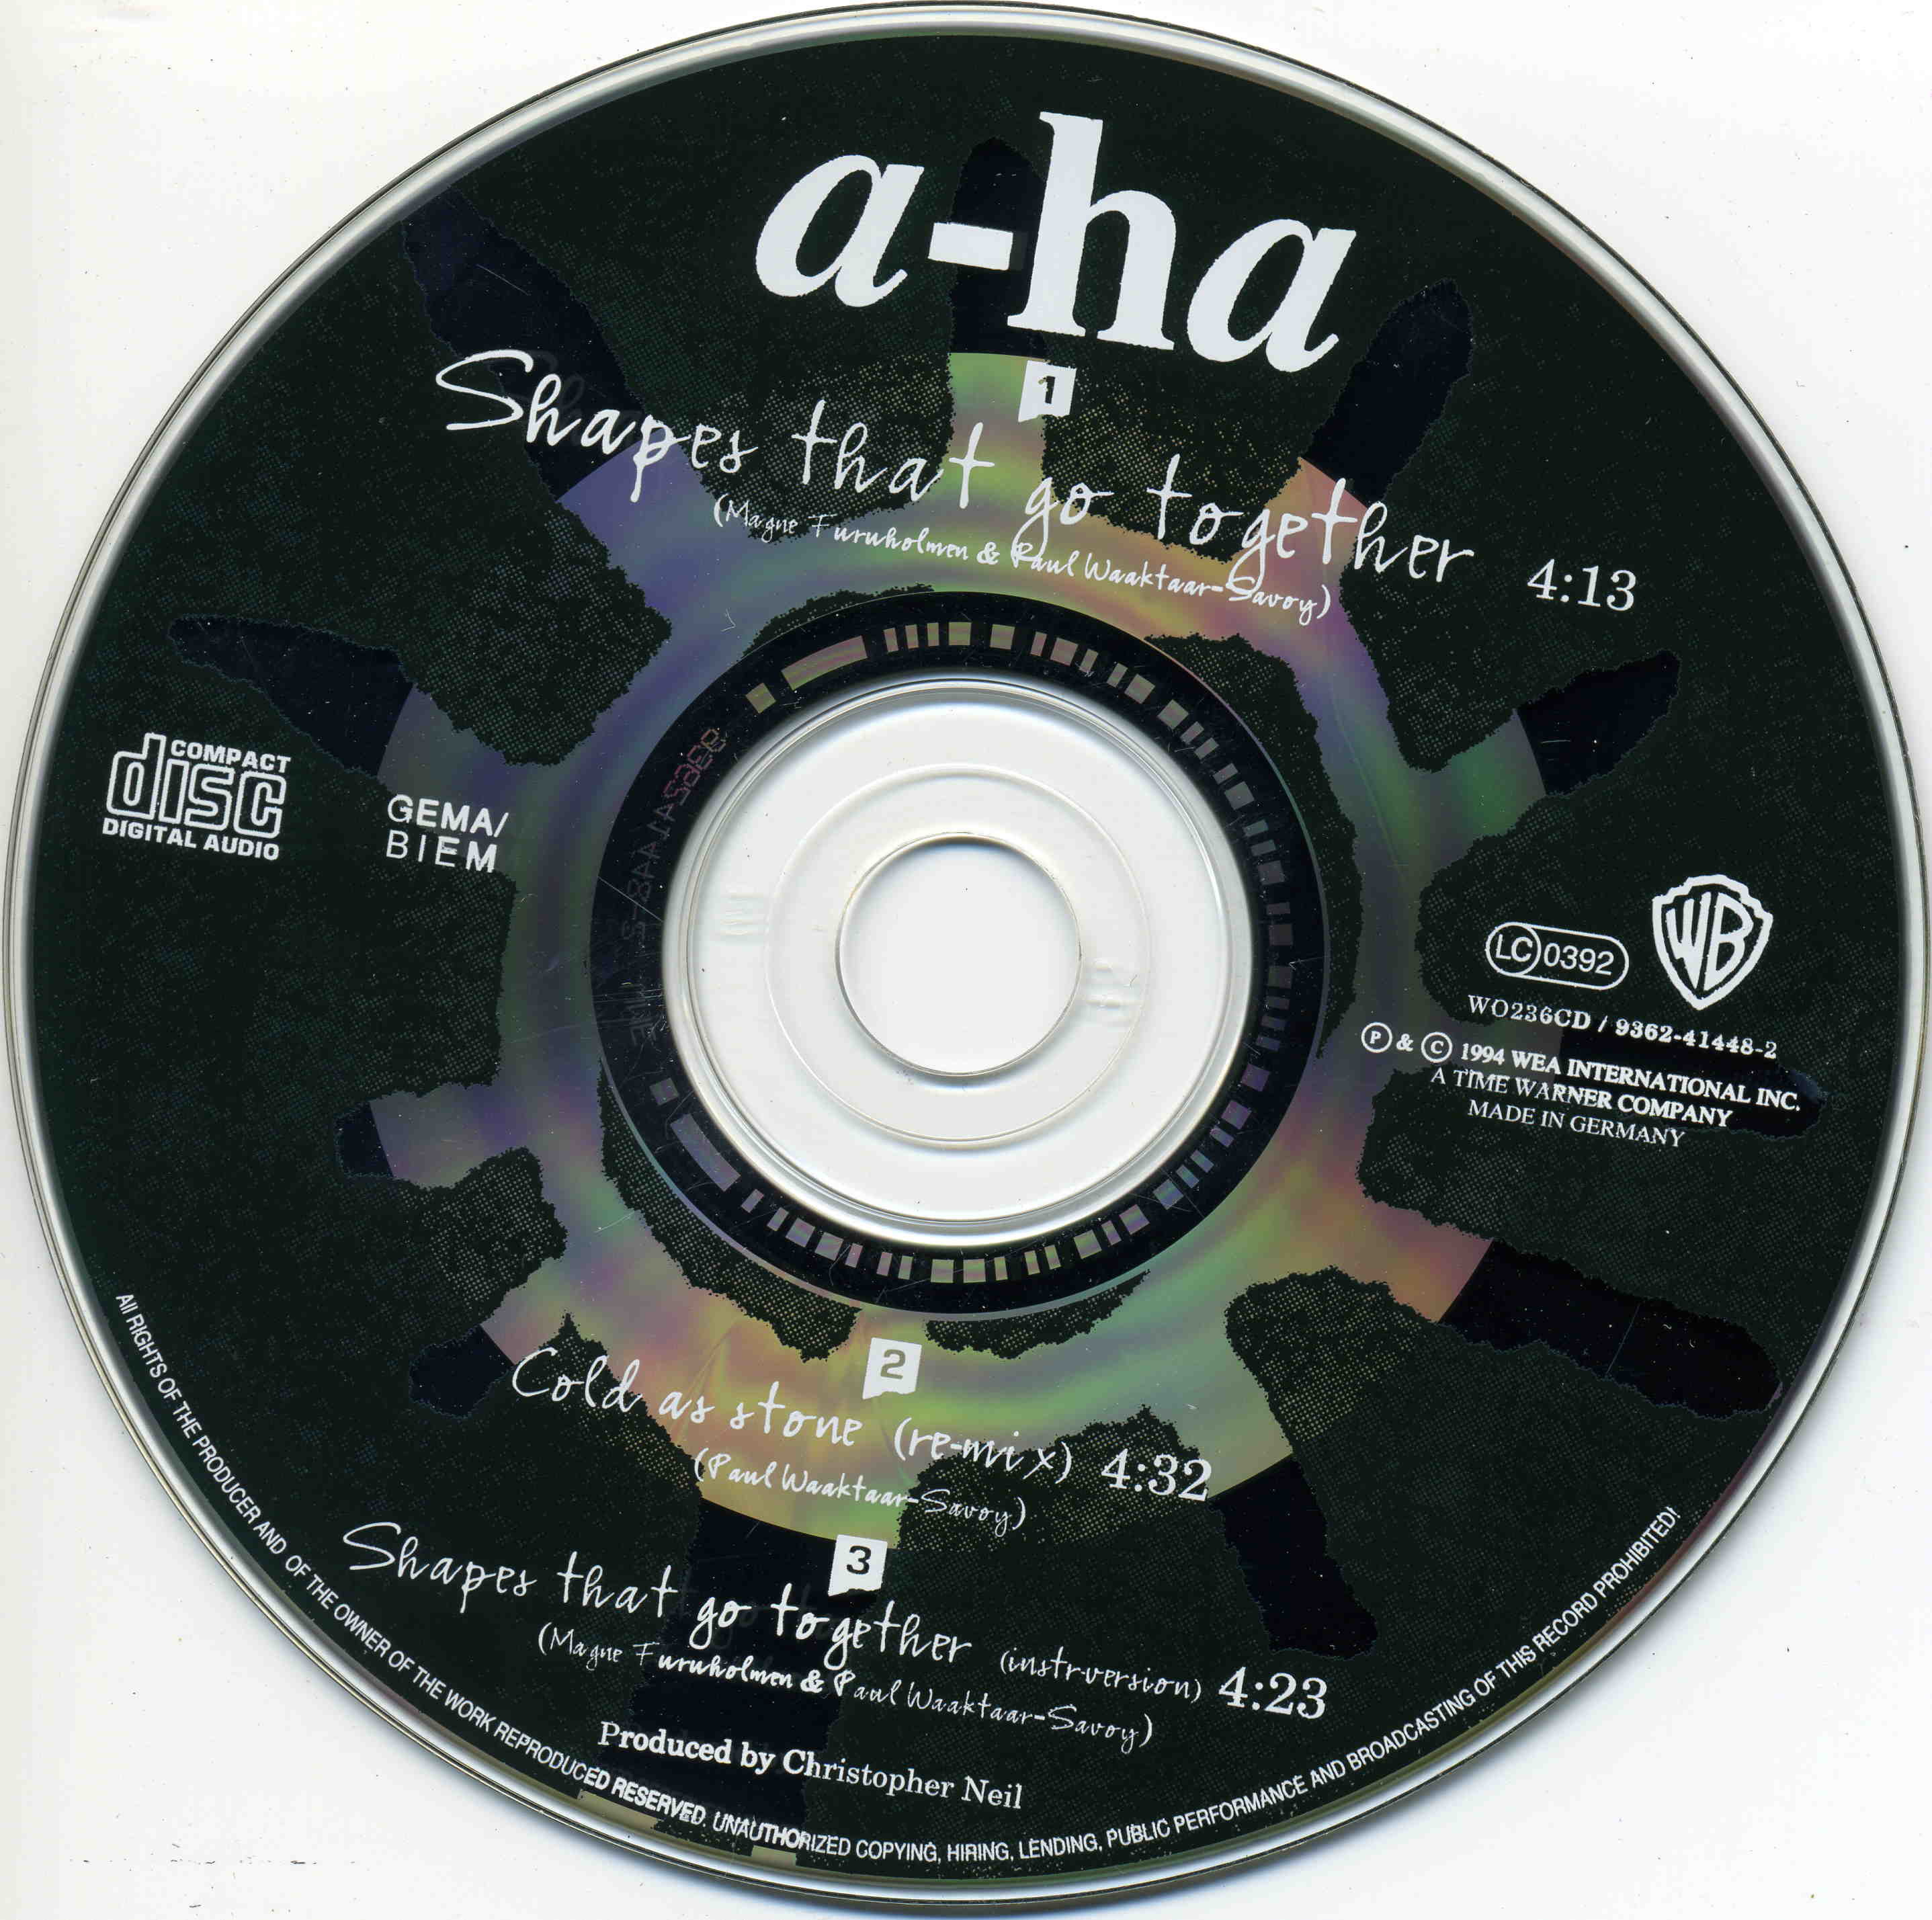 a-ha
1
Shapes that go together 4:13
(Magne Furuholmen & Paul Waaktaar-Savoy)
COMPACT
disc
DIGITAL AUDIO
GEMA/
BIEM
LC 0392
WB
WO236CD / 9362-41448-2
Ⓟ & © 1994 WEA INTERNATIONAL INC.
A TIME WARNER COMPANY
MADE IN GERMANY
2
Cold as stone (re-mix) 4:32
(Paul Waaktaar-Savoy)
3
Shapes that go together (instr-version) 4:23
(Magne Furuholmen & Paul Waaktaar-Savoy)
Produced by Christopher Neil
All RIGHTS OF THE PRODUCER AND OF THE OWNER OF THE WORK REPRODUCED RESERVED. UNAUTHORIZED COPYING, HIRING, LENDING, PUBLIC PERFORMANCE AND BROADCASTING OF THIS RECORD PROHIBITED!